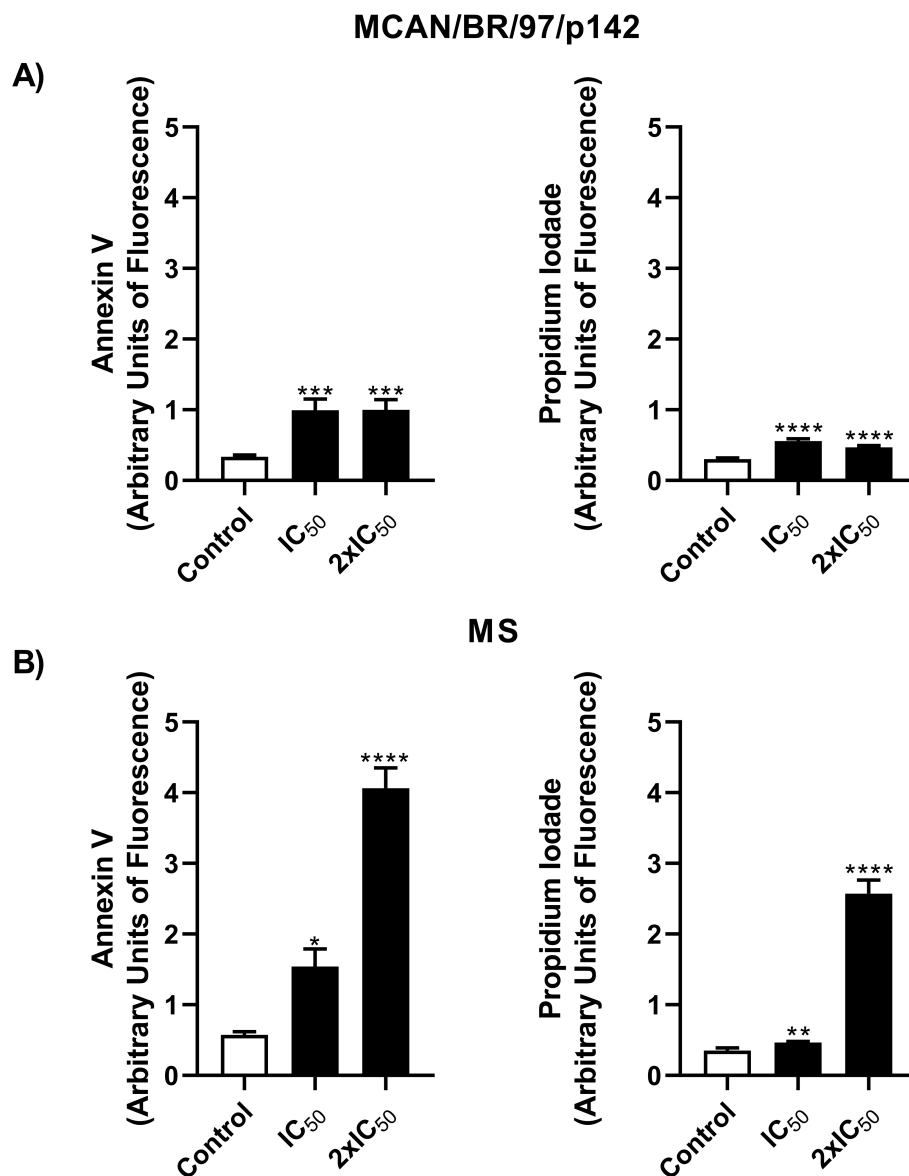 MCAN/BR/97/p142
A)
Annexin V
(Arbitrary Units of Fluorescence)
5
4
3
2
1
0
***
***
Control
IC₅₀
2xIC₅₀
Propidium Iodade
(Arbitrary Units of Fluorescence)
5
4
3
2
1
0
****
****
Control
IC₅₀
2xIC₅₀
MS
B)
Annexin V
(Arbitrary Units of Fluorescence)
5
4
3
2
1
0
*
****
Control
IC₅₀
2xIC₅₀
Propidium Iodade
(Arbitrary Units of Fluorescence)
5
4
3
2
1
0
**
****
Control
IC₅₀
2xIC₅₀